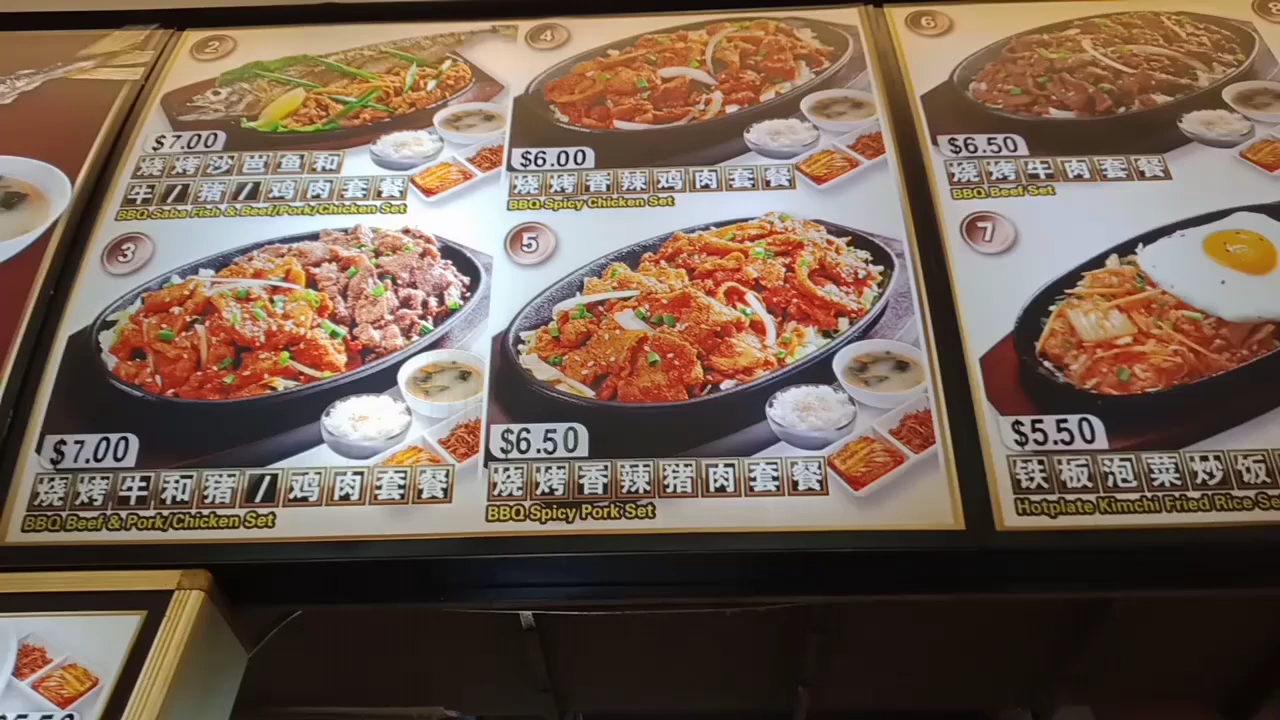 2
$7.00
烧烤沙岜鱼和
牛/猪/鸡肉套餐
BBQ Saba Fish & Beef/Pork/Chicken Set
4
$6.00
烧烤香辣鸡肉套餐
BBQ Spicy Chicken Set
6
$6.50
烧烤牛肉套餐
BBQ Beef Set
3
$7.00
烧烤牛和猪/鸡肉套餐
BBQ Beef & Pork/Chicken Set
5
$6.50
烧烤香辣猪肉套餐
BBQ Spicy Pork Set
7
$5.50
铁板泡菜炒饭
Hotplate Kimchi Fried Rice